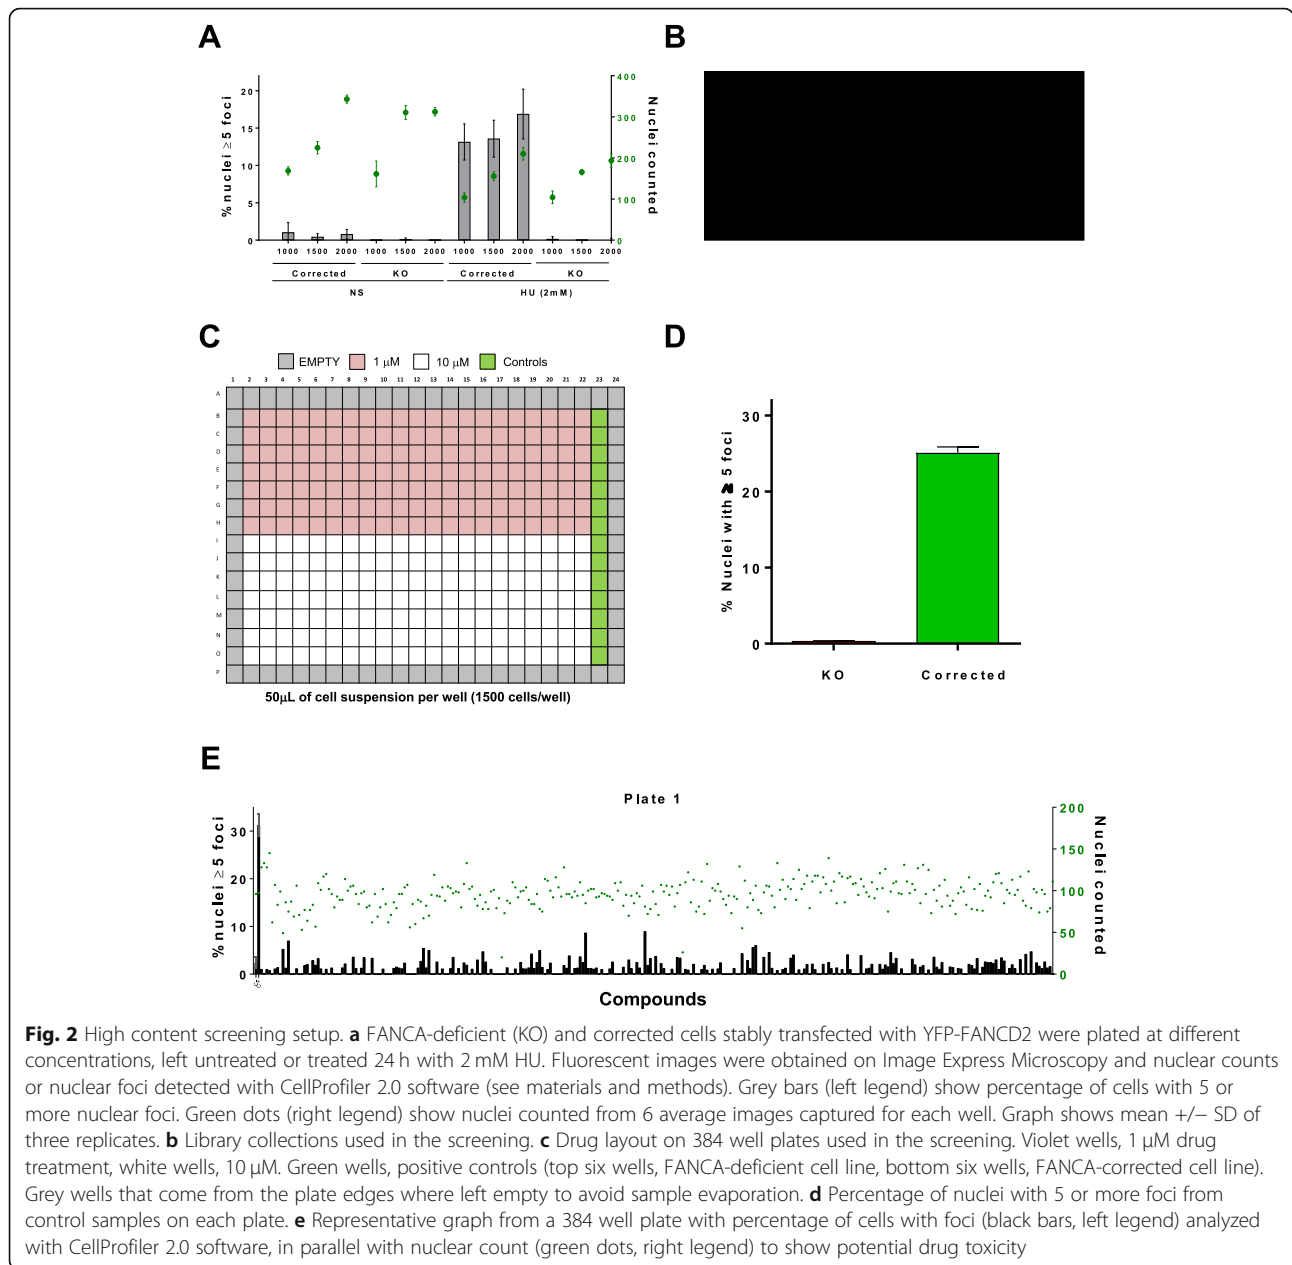 A
B
% nuclei ≥ 5 foci
20
15
10
5
0
400
300
200
100
0
Nuclei counted
1000 1500 2000 1000 1500 2000 1000 1500 2000 1000 1500 2000
Corrected KO Corrected KO
NS HU (2mM)
C
D
EMPTY 1 µM 10 µM Controls
1 2 3 4 5 6 7 8 9 10 11 12 13 14 15 16 17 18 19 20 21 22 23 24
A
B
C
D
E
F
G
H
I
J
K
L
M
N
O
P
50µL of cell suspension per well (1500 cells/well)
% Nuclei with ≥ 5 foci
30
20
10
0
KO Corrected
E
Plate 1
% nuclei ≥ 5 foci
30
20
10
0
200
150
100
50
0
Nuclei counted
Compounds
Fig. 2 High content screening setup. a FANCA-deficient (KO) and corrected cells stably transfected with YFP-FANCD2 were plated at different
concentrations, left untreated or treated 24 h with 2 mM HU. Fluorescent images were obtained on Image Express Microscopy and nuclear counts
or nuclear foci detected with CellProfiler 2.0 software (see materials and methods). Grey bars (left legend) show percentage of cells with 5 or
more nuclear foci. Green dots (right legend) show nuclei counted from 6 average images captured for each well. Graph shows mean +/− SD of
three replicates. b Library collections used in the screening. c Drug layout on 384 well plates used in the screening. Violet wells, 1 µM drug
treatment, white wells, 10 µM. Green wells, positive controls (top six wells, FANCA-deficient cell line, bottom six wells, FANCA-corrected cell line).
Grey wells that come from the plate edges where left empty to avoid sample evaporation. d Percentage of nuclei with 5 or more foci from
control samples on each plate. e Representative graph from a 384 well plate with percentage of cells with foci (black bars, left legend) analyzed
with CellProfiler 2.0 software, in parallel with nuclear count (green dots, right legend) to show potential drug toxicity